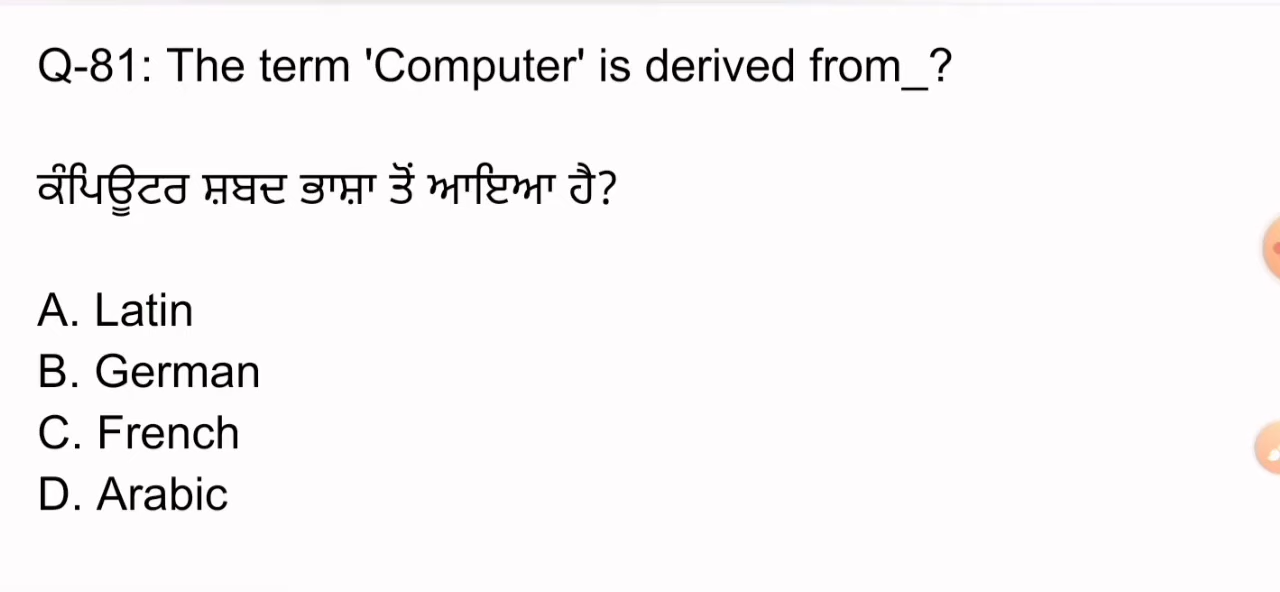 Q-81: The term 'Computer' is derived from_?
ਕੰਪਿਊਟਰ ਸ਼ਬਦ ਭਾਸ਼ਾ ਤੋਂ ਆਇਆ ਹੈ?
A. Latin
B. German
C. French
D. Arabic